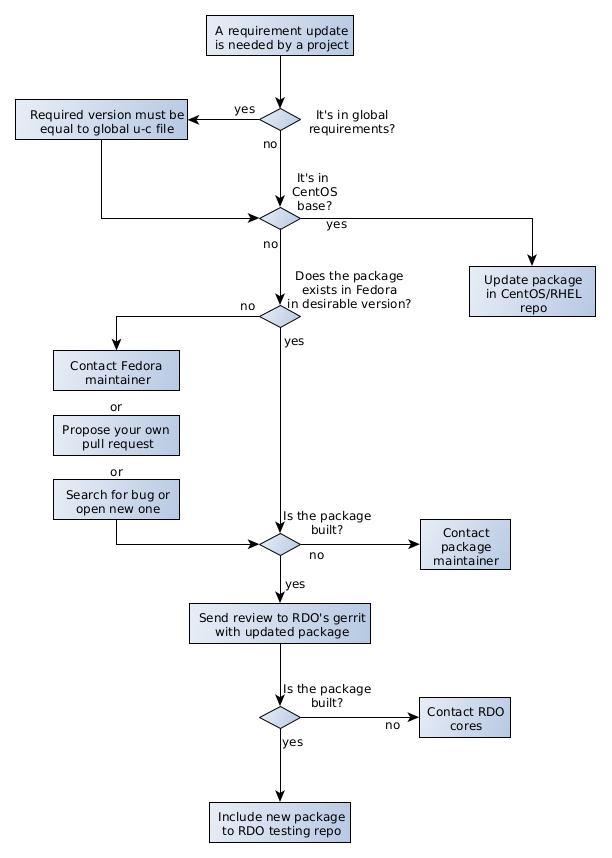 A requirement update
is needed by a project
yes
It's in global
requirements?
Required version must be
equal to global u-c file
no
It's in
CentOS
base?
yes
no
Does the package
exists in Fedora
in desirable version?
Update package
in CentOS/RHEL
repo
no
yes
Contact Fedora
maintainer
or
Propose your own
pull request
or
Search for bug or
open new one
Is the package
built?
no
Contact
package
maintainer
yes
Send review to RDO's gerrit
with updated package
Is the package
built?
no
Contact RDO
cores
yes
Include new package
to RDO testing repo